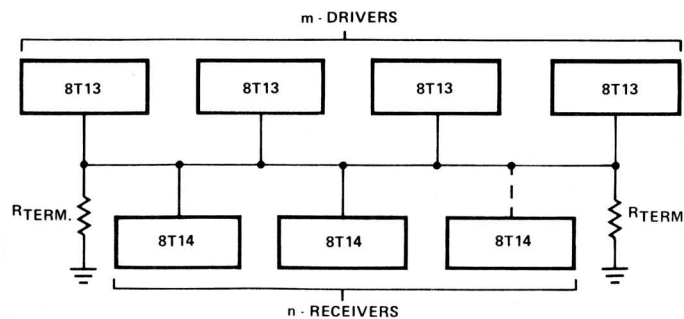 m - DRIVERS
8T13 8T13 8T13 8T13
RTERM. RTERM
8T14 8T14 8T14
n - RECEIVERS